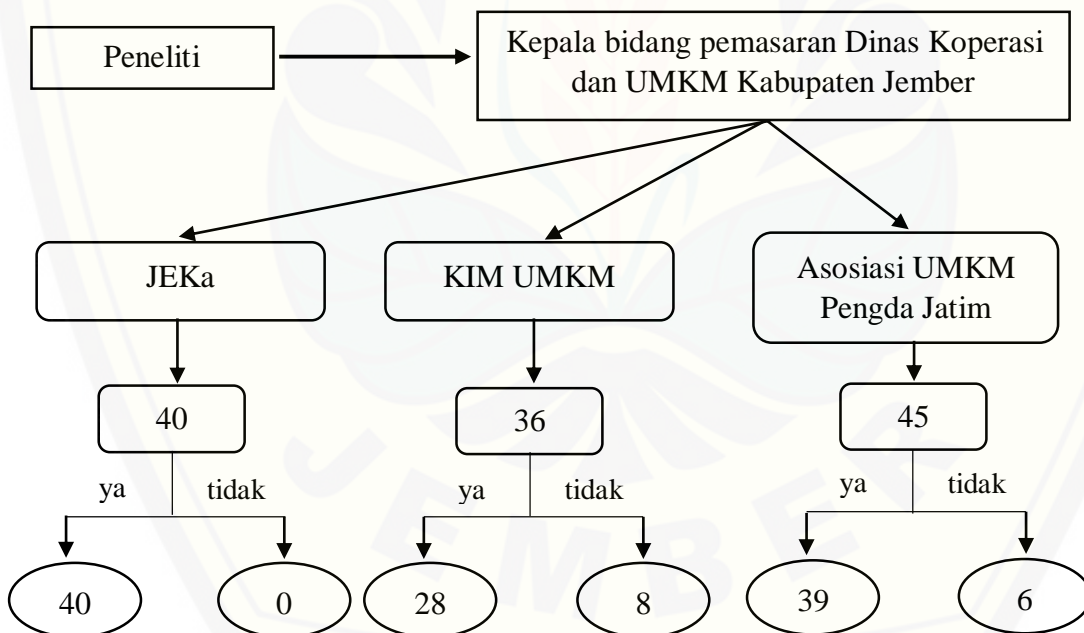 Peneliti
Kepala bidang pemasaran Dinas Koperasi
dan UMKM Kabupaten Jember
JEKa
KIM UMKM
Asosiasi UMKM
Pengda Jatim
40
36
45
ya
tidak
ya
tidak
ya
tidak
40
0
28
8
39
6
JEMBER